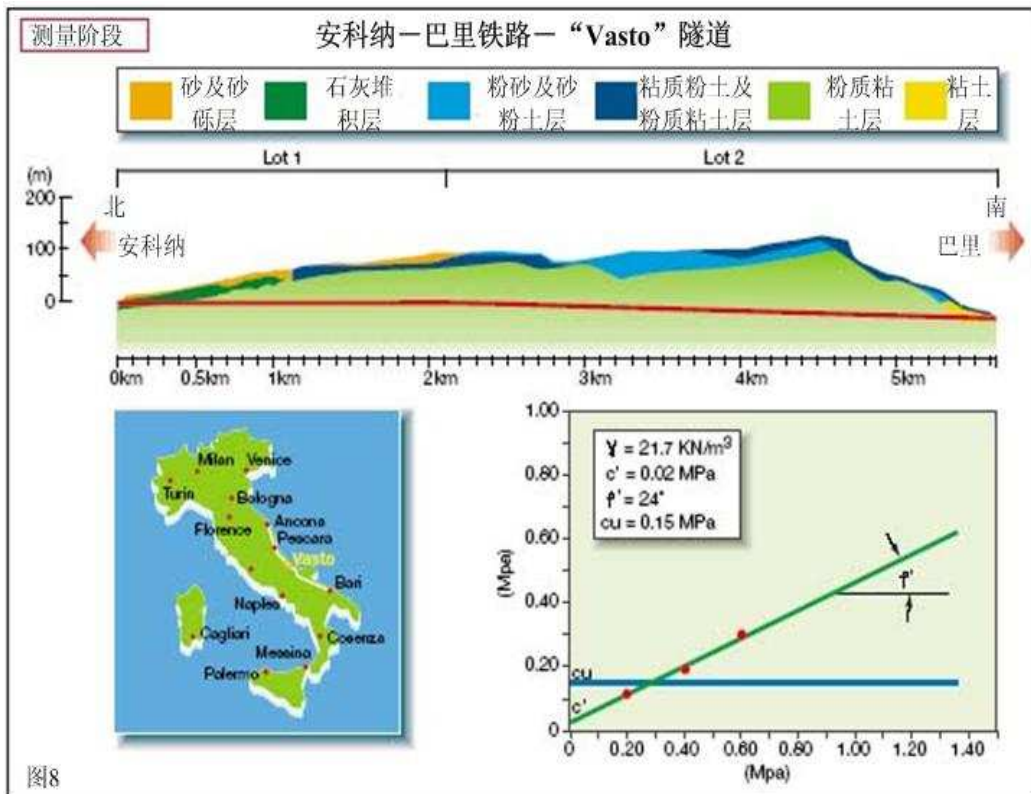 测量阶段
安科纳－巴里铁路－“Vasto”隧道
砂及砂砾层
石灰堆积层
粉砂及砂粉土层
粘质粉土及粉质粘土层
粉质粘土层
粘土层
Lot 1
Lot 2
(m)
200
100
0
北
安科纳
南
巴里
0km
0.5km
1km
2km
3km
4km
5km
Milan
Venice
Turin
Bologna
Florence
Ancona
Pescara
Vasto
Bari
Naples
Cagliari
Cosenza
Messina
Palermo
γ = 21.7 KN/m³
c' = 0.02 MPa
φ' = 24°
cu = 0.15 MPa
1.00
0.80
0.60
0.40
0.20
0
(Mpa)
φ'
cu
c'
0 0.20 0.40 0.60 0.80 1.00 1.20 1.40
(Mpa)
图8